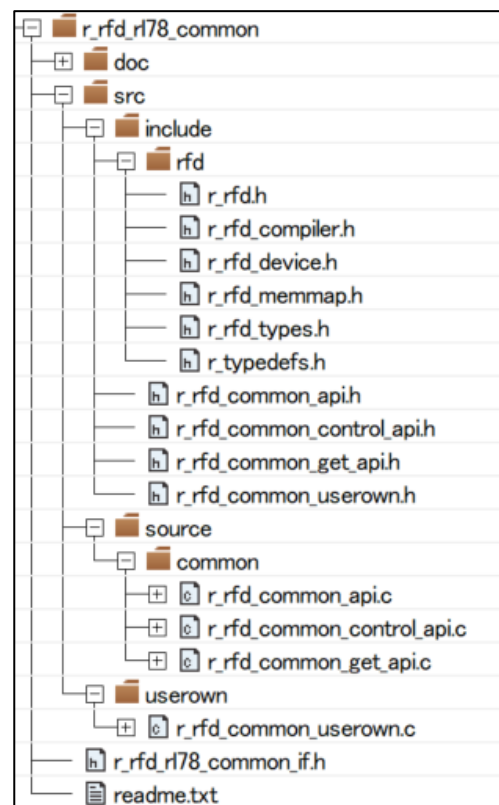 r_rfd_rl78_common
doc
src
include
rfd
r_rfd.h
r_rfd_compiler.h
r_rfd_device.h
r_rfd_memmap.h
r_rfd_types.h
r_typedefs.h
r_rfd_common_api.h
r_rfd_common_control_api.h
r_rfd_common_get_api.h
r_rfd_common_userown.h
source
common
r_rfd_common_api.c
r_rfd_common_control_api.c
r_rfd_common_get_api.c
userown
r_rfd_common_userown.c
r_rfd_rl78_common_if.h
readme.txt